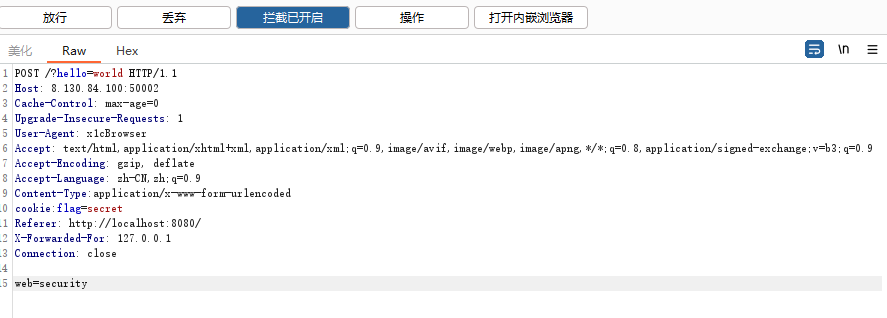 放行 丢弃 拦截已开启 操作 打开内嵌浏览器
美化 Raw Hex \n
1 POST /?hello=world HTTP/1.1
2 Host: 8.130.84.100:50002
3 Cache-Control: max-age=0
4 Upgrade-Insecure-Requests: 1
5 User-Agent: x1cBrowser
6 Accept: text/html,application/xhtml+xml,application/xml;q=0.9,image/avif,image/webp,image/apng,*/*;q=0.8,application/signed-exchange;v=b3;q=0.9
7 Accept-Encoding: gzip, deflate
8 Accept-Language: zh-CN,zh;q=0.9
9 Content-Type:application/x-www-form-urlencoded
10 cookie:flag=secret
11 Referer: http://localhost:8080/
12 X-Forwarded-For: 127.0.0.1
13 Connection: close
14
15 web=security